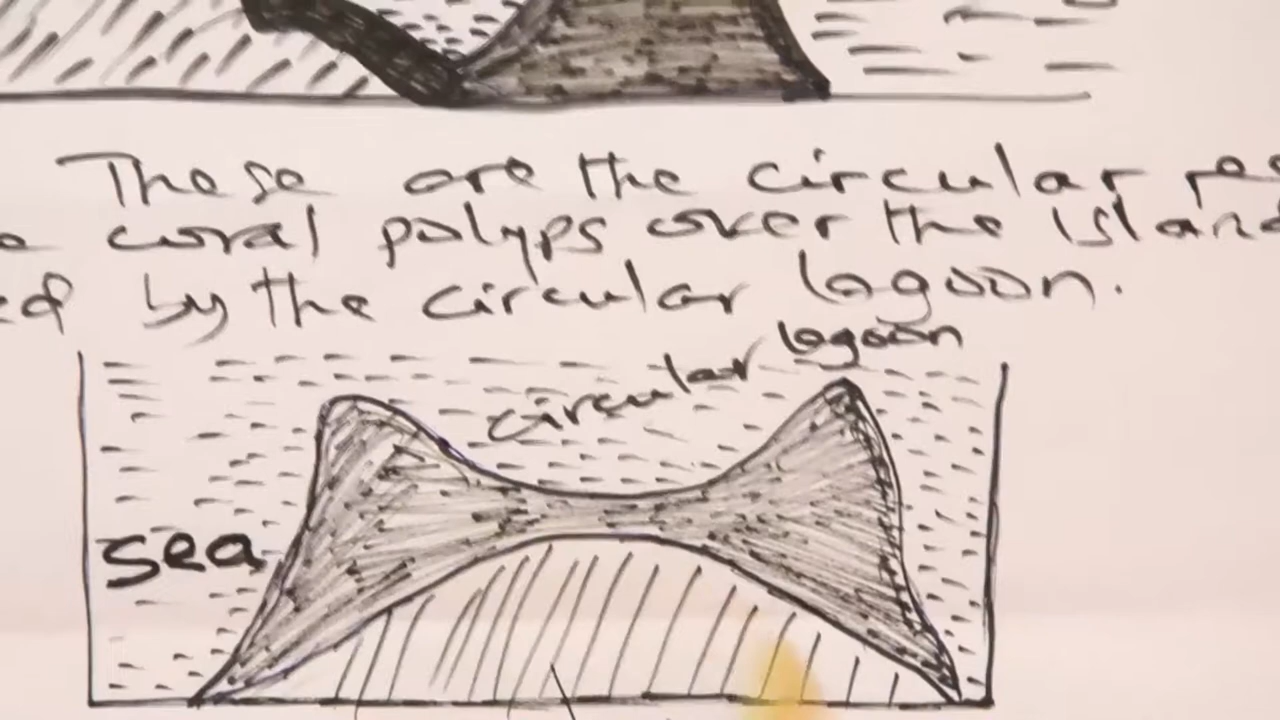 These are the circular
coral polyps over the Island
by the circular lagoon.
circular lagoon
sea